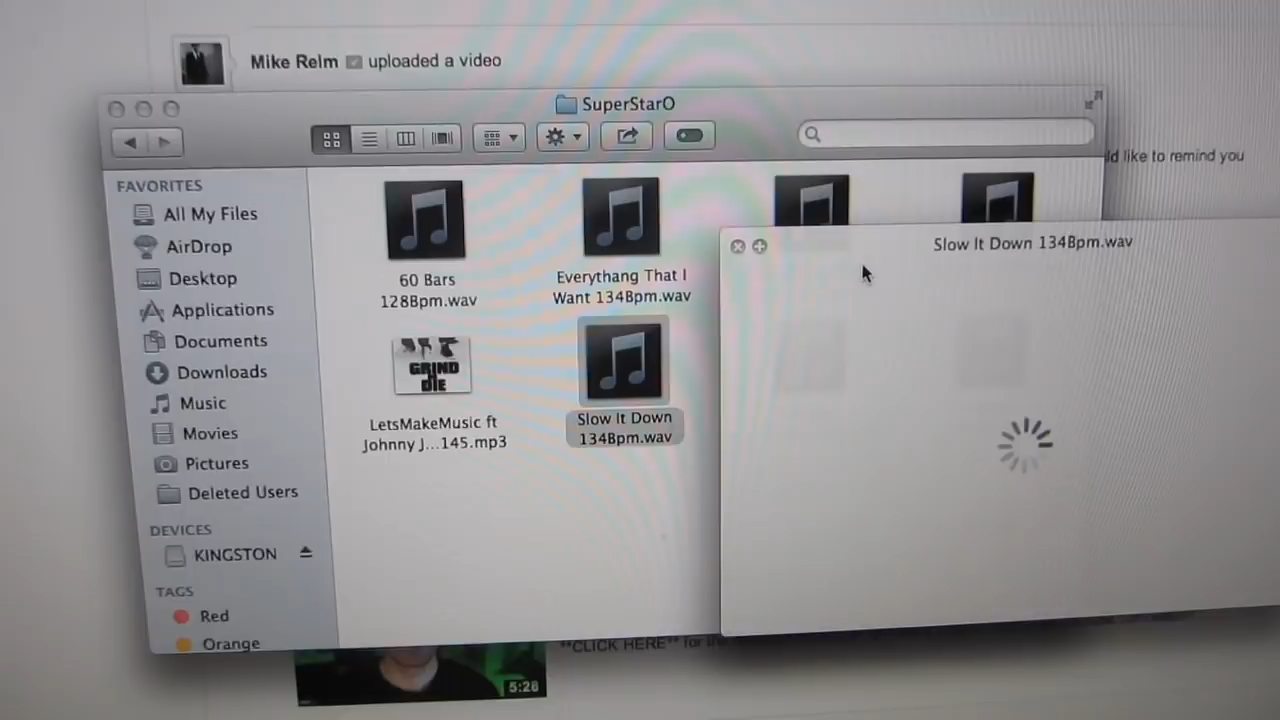 Mike Relm uploaded a video
SuperStarO
ld like to remind you
FAVORITES
All My Files
AirDrop
Desktop
Applications
Documents
Downloads
Music
Movies
Pictures
Deleted Users
DEVICES
KINGSTON
TAGS
Red
Orange
60 Bars
128Bpm.wav
Everythang That I
Want 134Bpm.wav
GRIND
OR
DIE
LetsMakeMusic ft
Johnny J...145.mp3
Slow It Down
134Bpm.wav
Slow It Down 134Bpm.wav
**CLICK HERE** for the
5:28